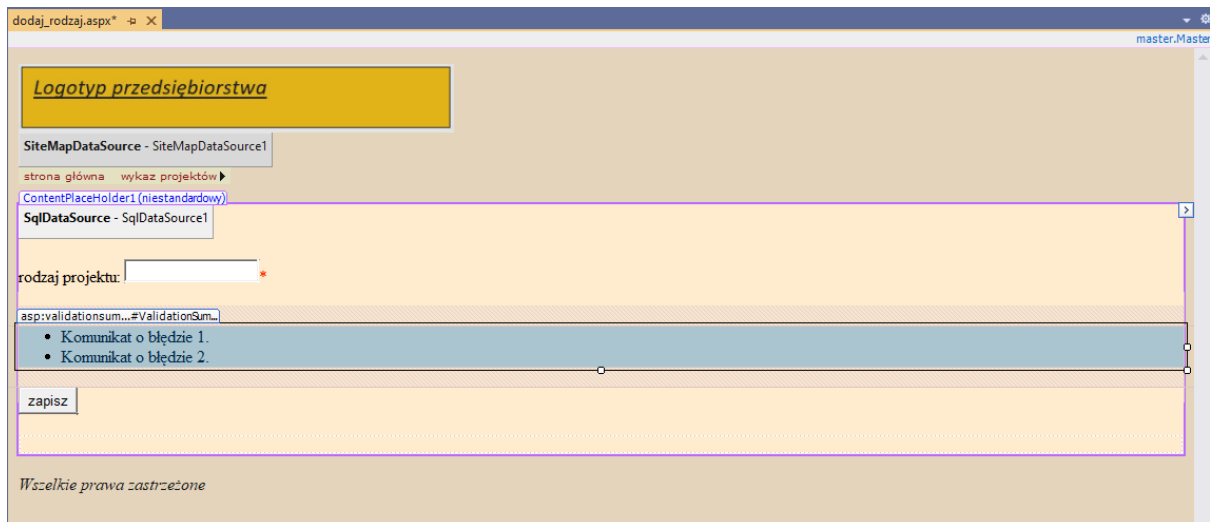 dodaj_rodzaj.aspx*
master.Master
Logotyp przedsiębiorstwa
SiteMapDataSource - SiteMapDataSource1
strona główna wykaz projektów
ContentPlaceHolder1 (niestandardowy)
SqlDataSource - SqlDataSource1
rodzaj projektu: *
asp:validationsum...#ValidationSum...
• Komunikat o błędzie 1.
• Komunikat o błędzie 2.
zapisz
Wszelkie prawa zastrzeżone